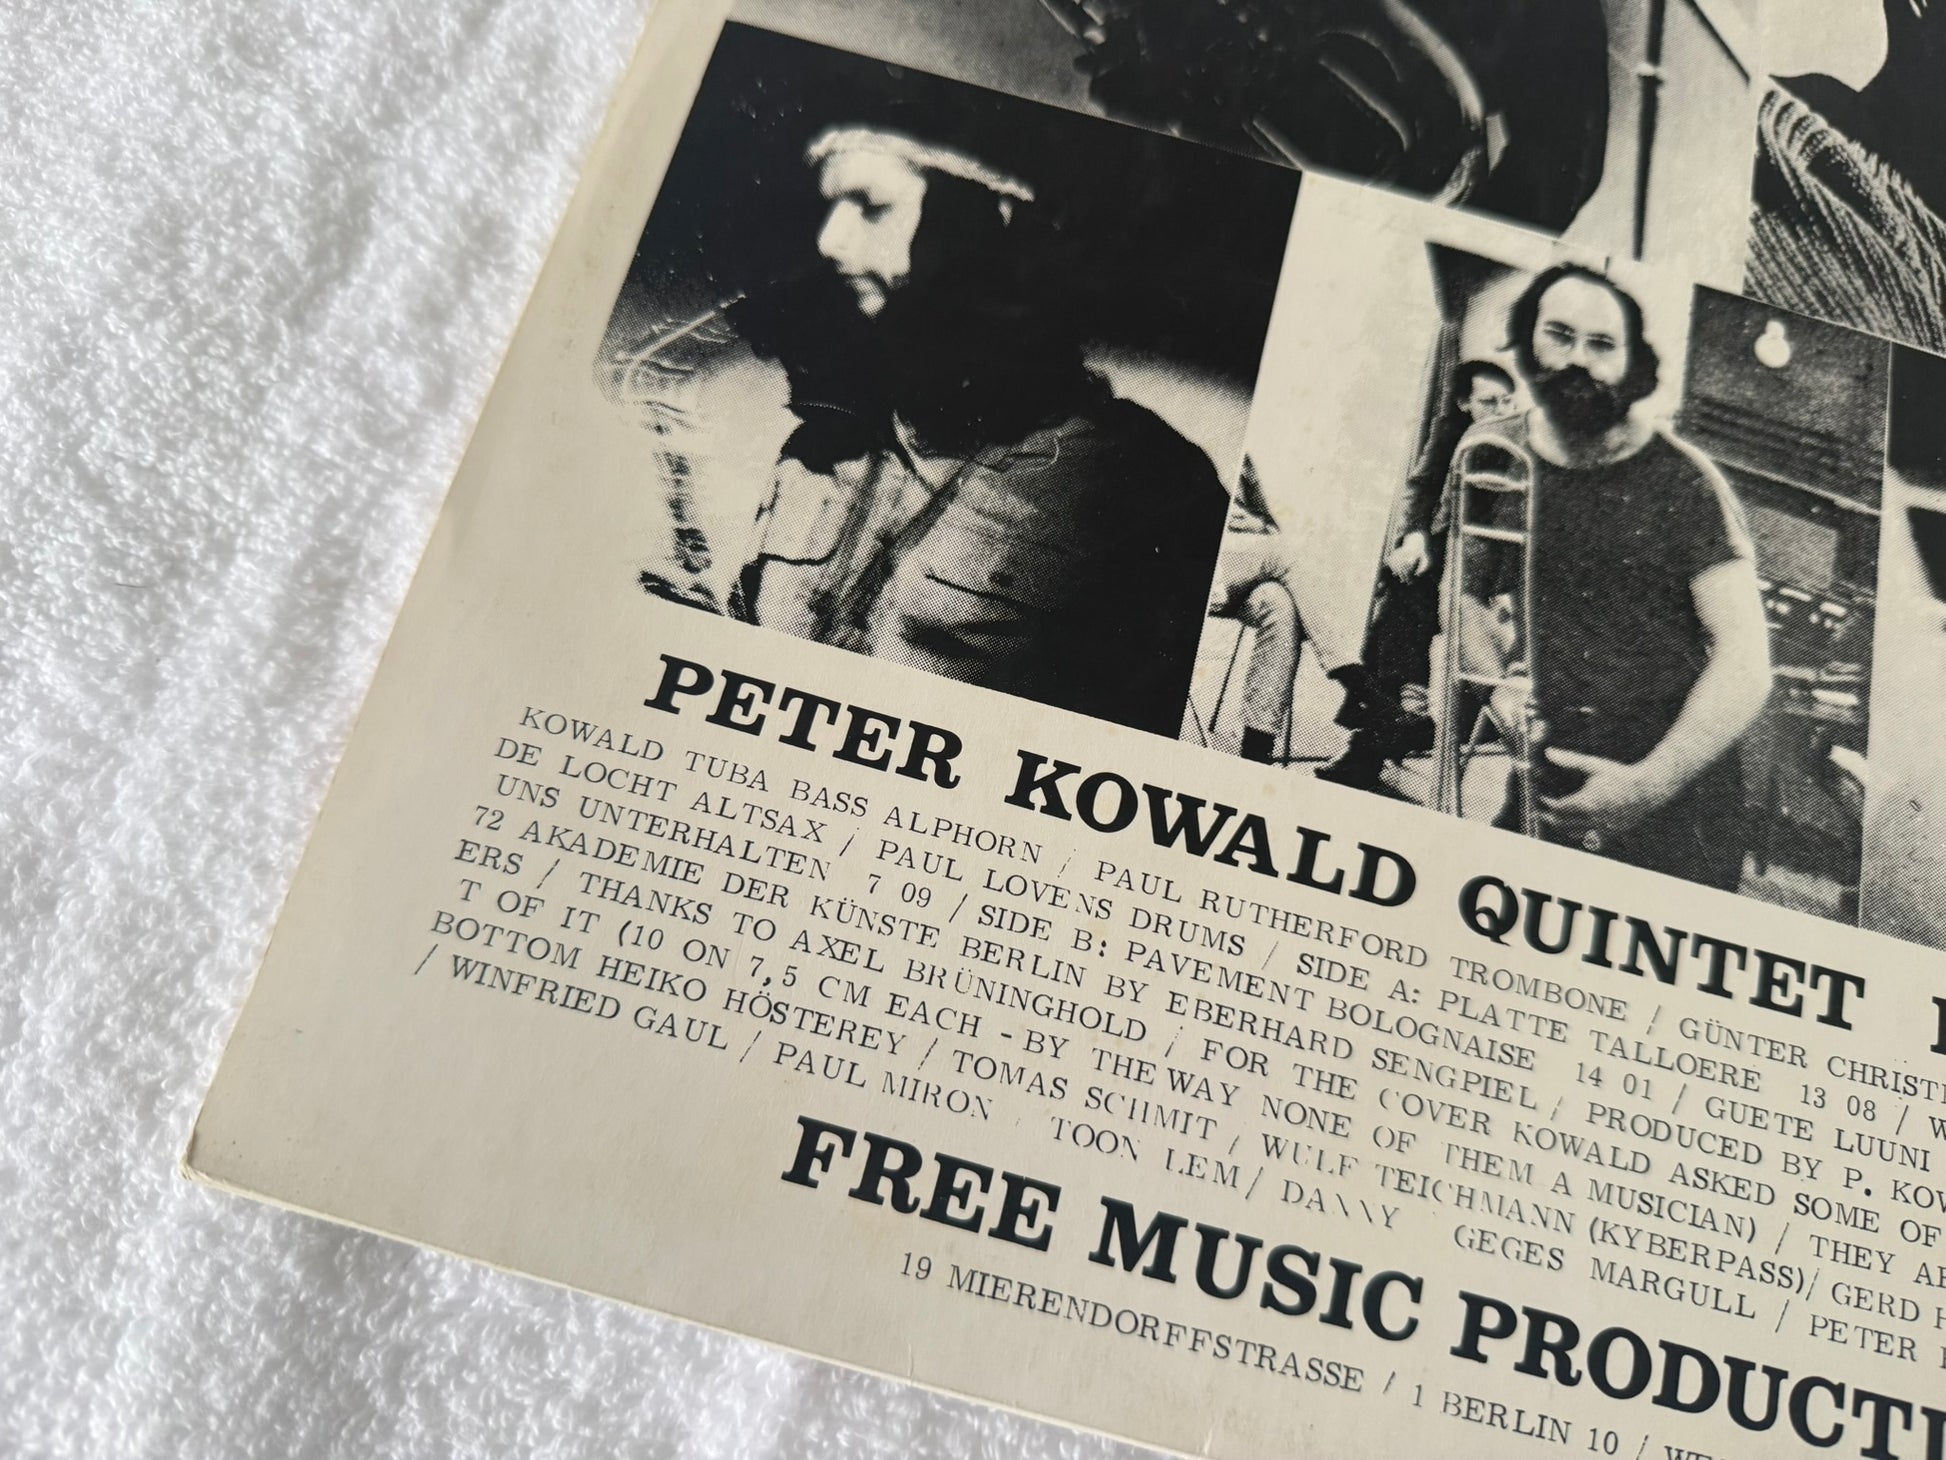 PETER KOWALD QUINTET
KOWALD TUBA BASS ALPHORN / PAUL RUTHERFORD TROMBONE / GÜNTER CHRISTI
DE LOCHT ALTSAX / PAUL LOVENS DRUMS / SIDE A: PLATTE TALLOERE 13 08 / W
UNS UNTERHALTEN 7 09 / SIDE B: PAVEMENT BOLOGNAISE 14 01 / GUETE LUUNI
72 AKADEMIE DER KÜNSTE BERLIN BY EBERHARD SENGPIEL / PRODUCED BY P. KOW
ERS / THANKS TO AXEL BRÜNINGHOLD / FOR THE COVER KOWALD ASKED SOME OF
T OF IT (10 ON 7,5 CM EACH - BY THE WAY NONE OF THEM A MUSICIAN) / THEY AR
BOTTOM HEIKO HÖSTEREY / TOMAS SCHMIT / WULF TEICHMANN (KYBERPASS)/ GERD H
/ WINFRIED GAUL / PAUL MIRON / TOON LEM/ DANNY / GEGES MARGULL / PETER
FREE MUSIC PRODUCTI
19 MIERENDORFFSTRASSE / 1 BERLIN 10 / WE